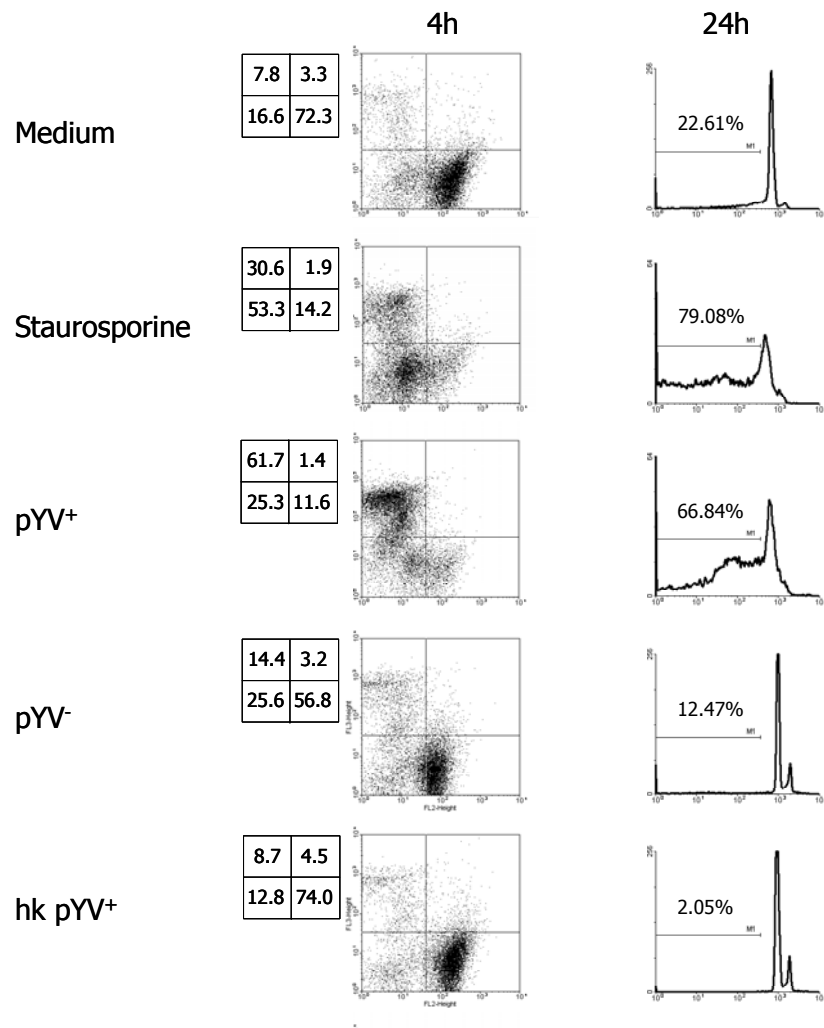 4h 24h
Medium
7.8 3.3
16.6 72.3
22.61%
M1
Staurosporine
30.6 1.9
53.3 14.2
79.08%
M1
pYV+
61.7 1.4
25.3 11.6
66.84%
M1
pYV-
14.4 3.2
25.6 56.8
FL3-Height
FL2-Height
12.47%
M1
hk pYV+
8.7 4.5
12.8 74.0
FL3-Height
FL2-Height
2.05%
M1